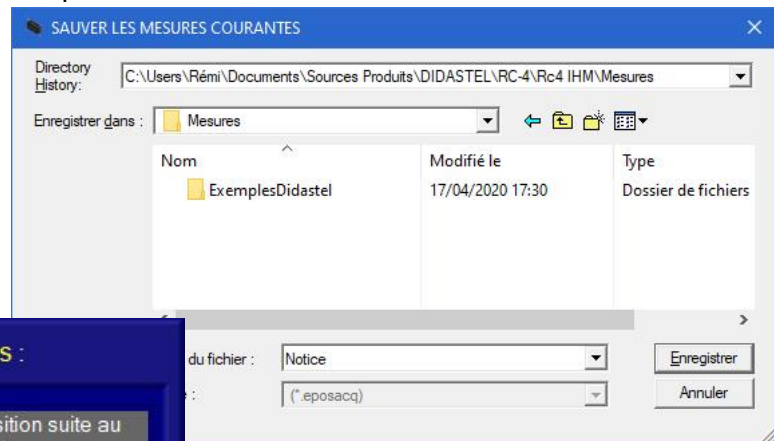 SAUVER LES MESURES COURANTES
Directory History: C:\Users\Rémi\Documents\Sources Produits\DIDASTEL\RC-4\Rc4 IHM\Mesures
Enregistrer dans : Mesures
Nom Modifié le Type
ExemplesDidastel 17/04/2020 17:30 Dossier de fichiers
du fichier : Notice Enregistrer
: (*.eposacq) Annuler
s :
sition suite au